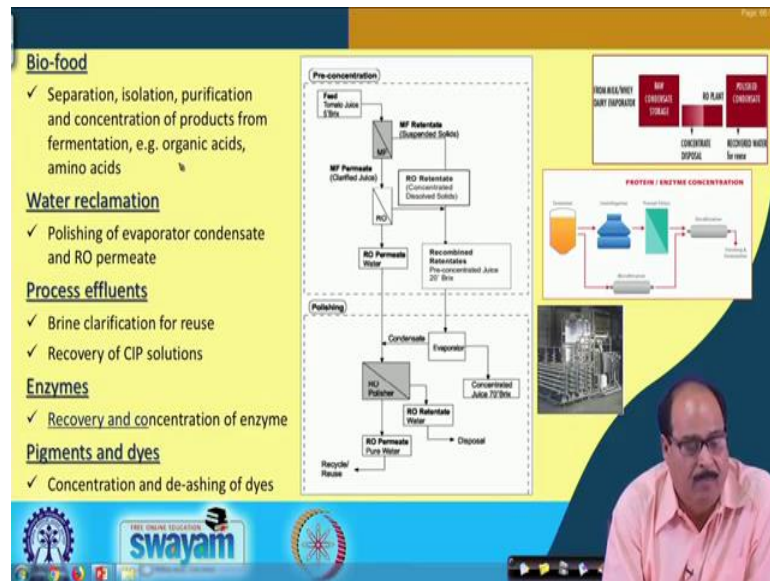 Bio-food
✓ Separation, isolation, purification
and concentration of products from
fermentation, e.g. organic acids,
amino acids
Water reclamation
✓ Polishing of evaporator condensate
and RO permeate
Process effluents
✓ Brine clarification for reuse
✓ Recovery of CIP solutions
Enzymes
✓ Recovery and concentration of enzyme
Pigments and dyes
✓ Concentration and de-ashing of dyes
Pre-concentration
Feed
Tomato Juice
5°Brix
MF
MF Retentate
(Suspended Solids)
MF Permeate
(Clarified Juice)
RO Retentate
(Concentrated
Dissolved Solids)
RO
RO Permeate
Water
Recombined
Retentates
Pre-concentrated Juice
20° Brix
Polishing
Condensate
Evaporator
RO
Polisher
Concentrated
Juice 70°Brix
RO Retentate
Water
Disposal
RO Permeate
Pure Water
Recycle/
Reuse
FROM MILK/WHEY
DAIRY EVAPORATOR
RAW
CONDENSATE
STORAGE
RO PLANT
POLISHED
CONDENSATE
CONCENTRATE
DISPOSAL
RECOVERED WATER
for reuse
PROTEIN / ENZYME CONCENTRATION
FREE ONLINE EDUCATION
swayam